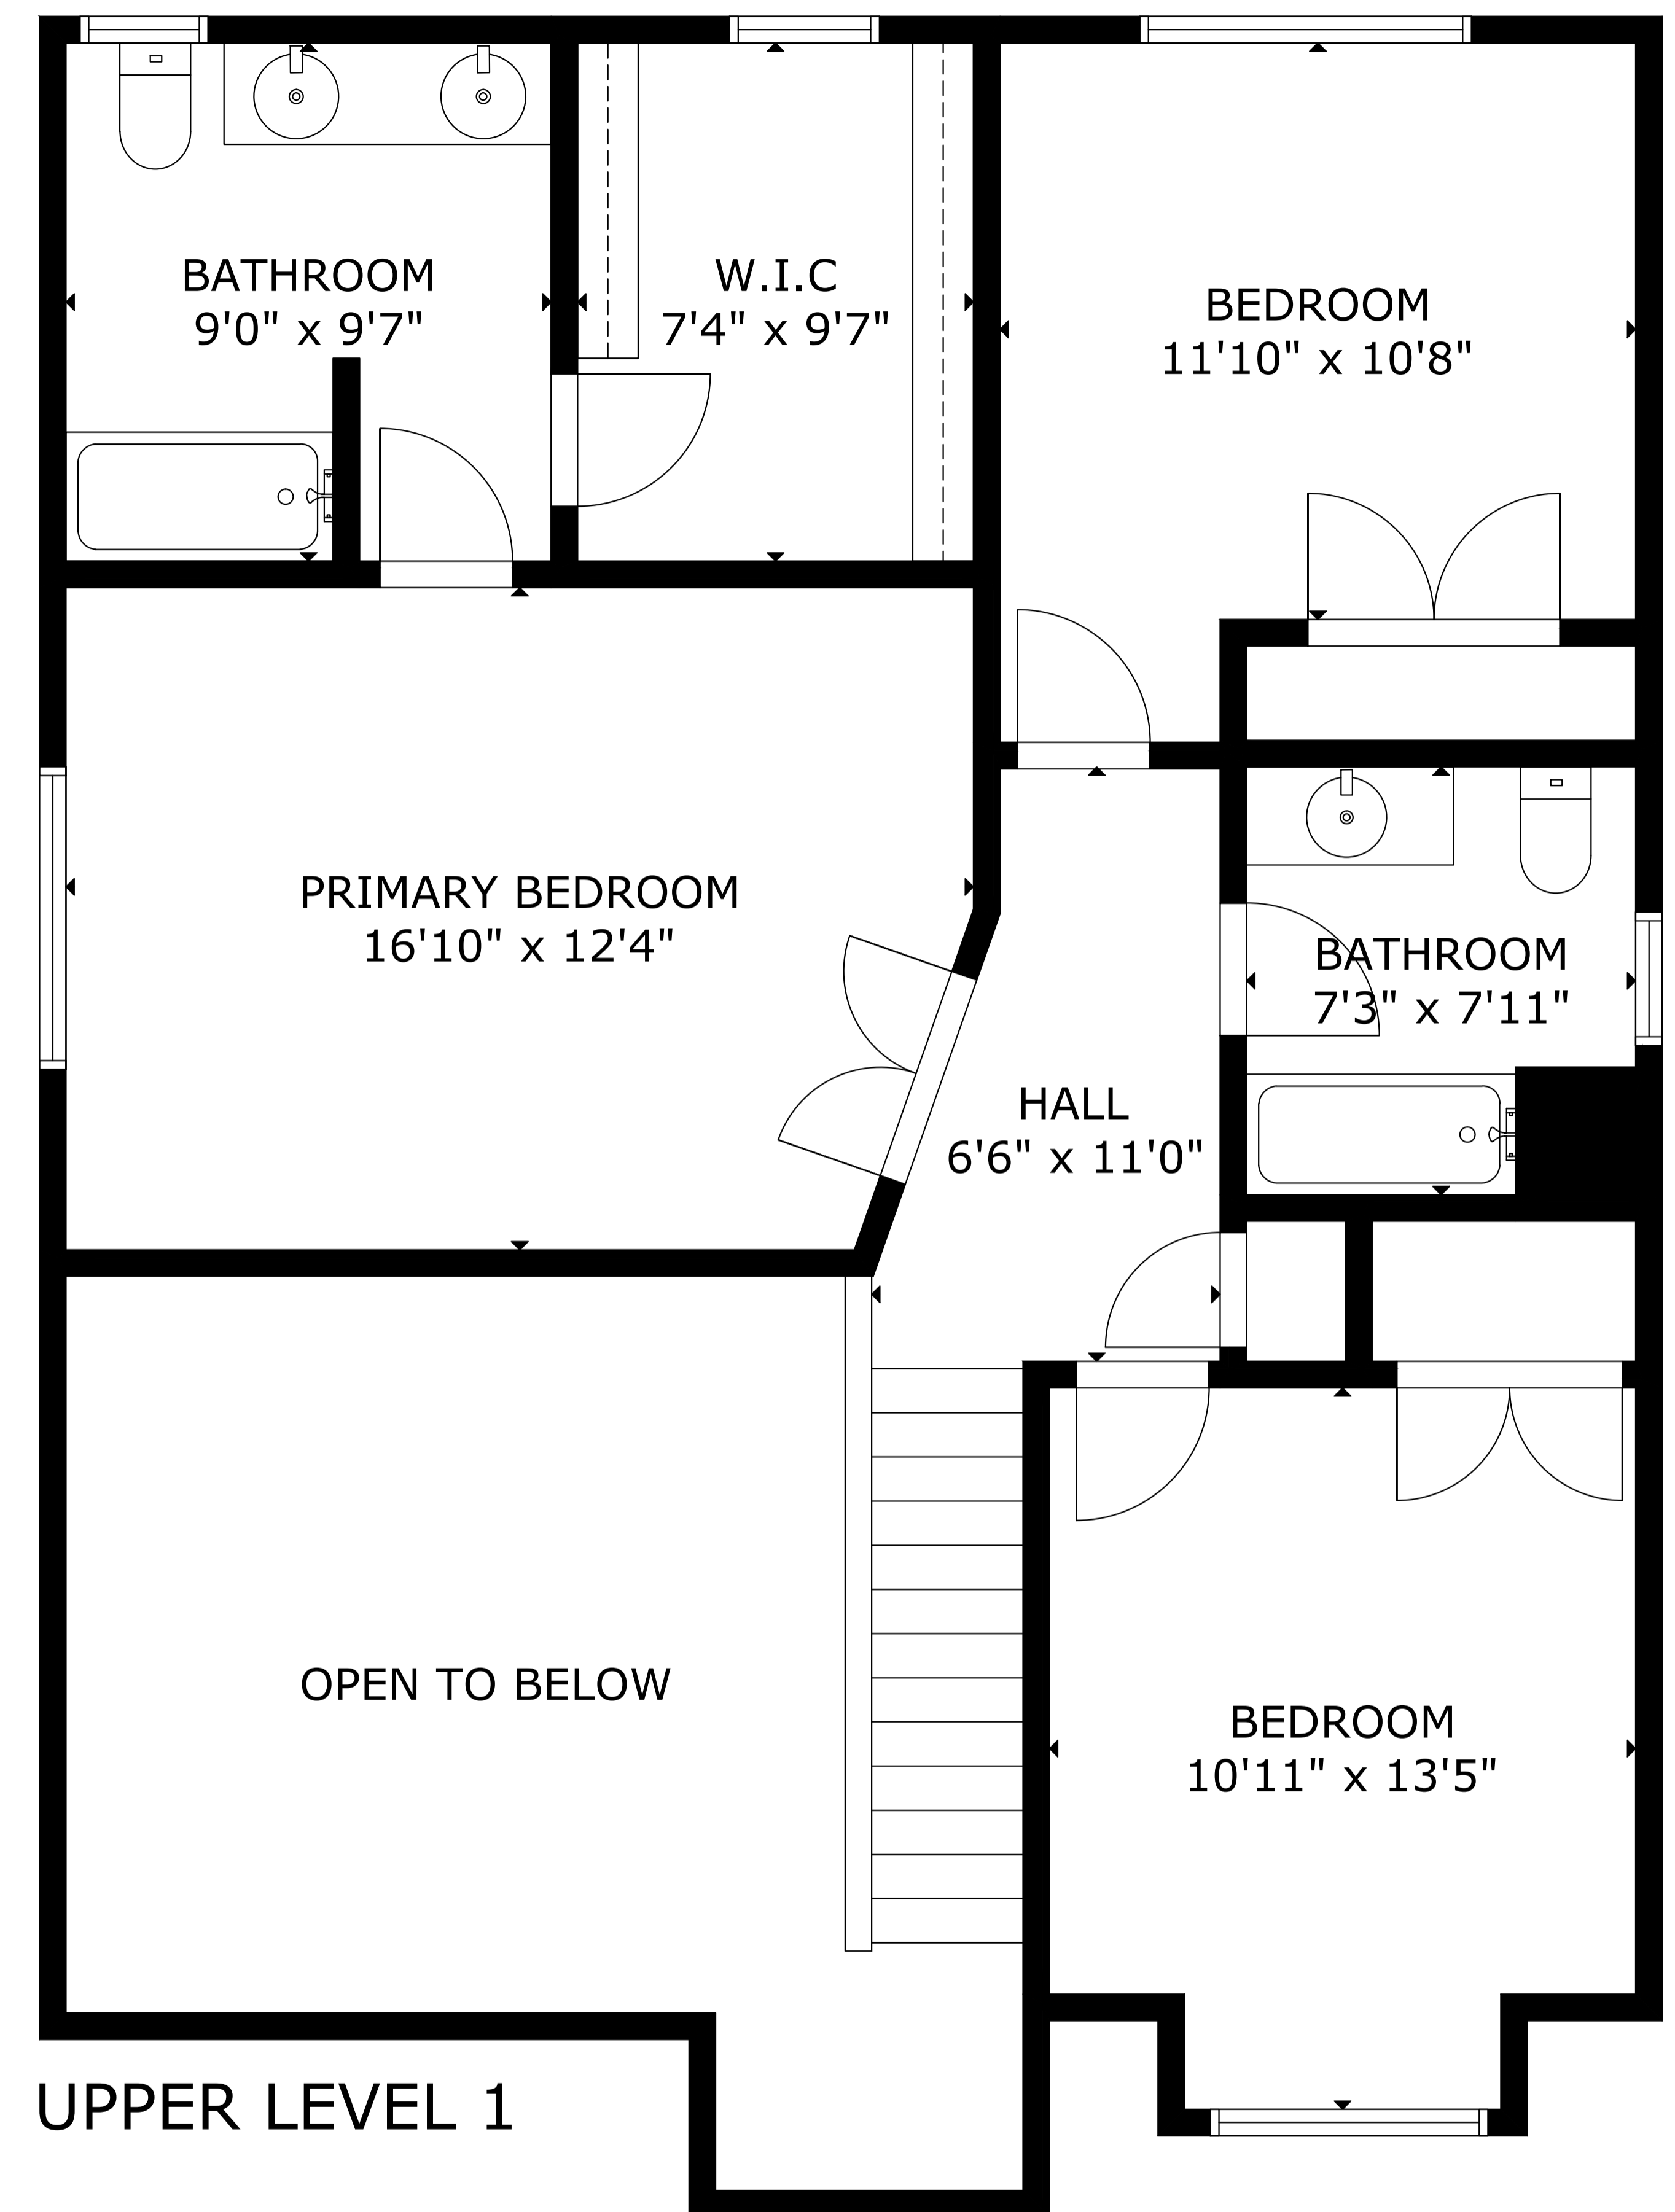 BATHROOM
9'0" x 9'7"
W.I.C
7'4" x 9'7"
BEDROOM
11'10" x 10'8"
PRIMARY BEDROOM
16'10" x 12'4"
BATHROOM
7'3" x 7'11"
HALL
6'6" x 11'0"
OPEN TO BELOW
BEDROOM
10'11" x 13'5"
UPPER LEVEL 1